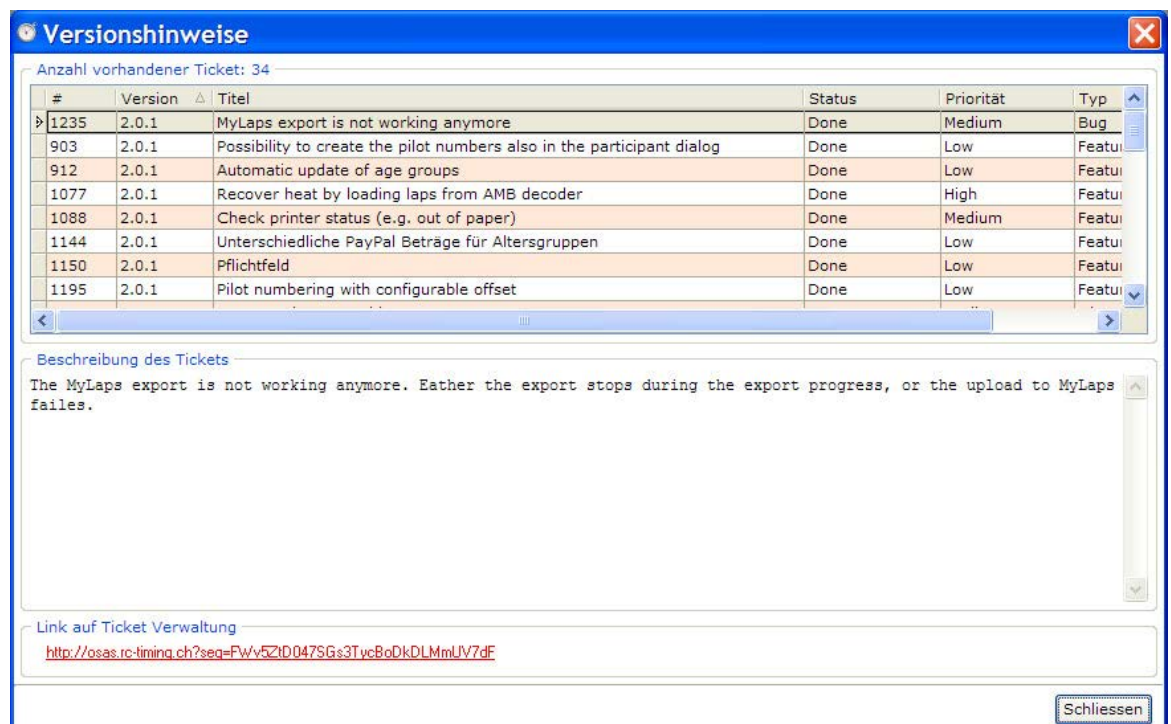 Versionshinweise
Anzahl vorhandener Ticket: 34
# Version Titel Status Priorität Typ
1235 2.0.1 MyLaps export is not working anymore Done Medium Bug
903 2.0.1 Possibility to create the pilot numbers also in the participant dialog Done Low Featur
912 2.0.1 Automatic update of age groups Done Low Featur
1077 2.0.1 Recover heat by loading laps from AMB decoder Done High Featur
1088 2.0.1 Check printer status (e.g. out of paper) Done Medium Featur
1144 2.0.1 Unterschiedliche PayPal Beträge für Altersgruppen Done Low Featur
1150 2.0.1 Pflichtfeld Done Low Featur
1195 2.0.1 Pilot numbering with configurable offset Done Low Featur
Beschreibung des Tickets
The MyLaps export is not working anymore. Eather the export stops during the export progress, or the upload to MyLaps
failes.
Link auf Ticket Verwaltung
http://osas.rc-timing.ch?seq=FWv5ZtD047SGs3TycBoDkDLMmUV7dF
Schliessen